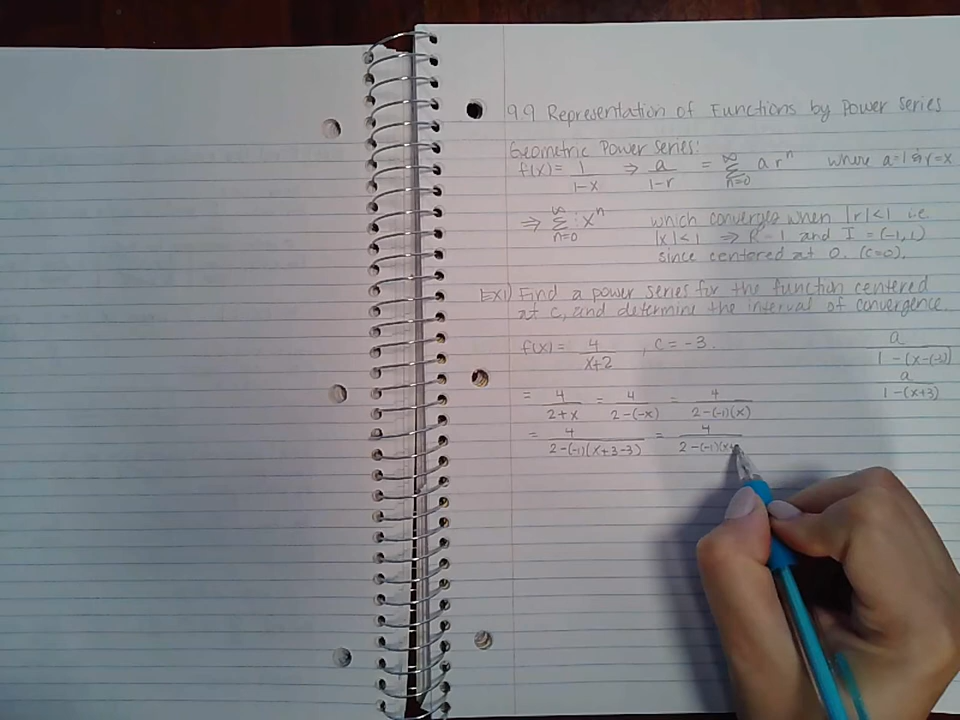 9.9 Representation of Functions by Power Series
Geometric Power Series:
f(x) = 1/(1-x) ⇒ a/(1-r) = ∞Σn=0 a r^n where a=1 & r=x
⇒ ∞Σn=0 x^n which converges when |r|<1 i.e.
|x|<1 ⇒ R=1 and I = (-1,1)
since centered at 0. (c=0).
EX1) Find a power series for the function centered
at c, and determine the interval of convergence.
f(x) = 4/(x+2) , c = -3. a/(1-(x-(-3)))
a/(1-(x+3))
= 4/(2+x) = 4/(2-(-x)) = 4/(2-(-1)(x))
= 4/(2-(-1)(x+3-3)) = 4/(2-(-1)(x+